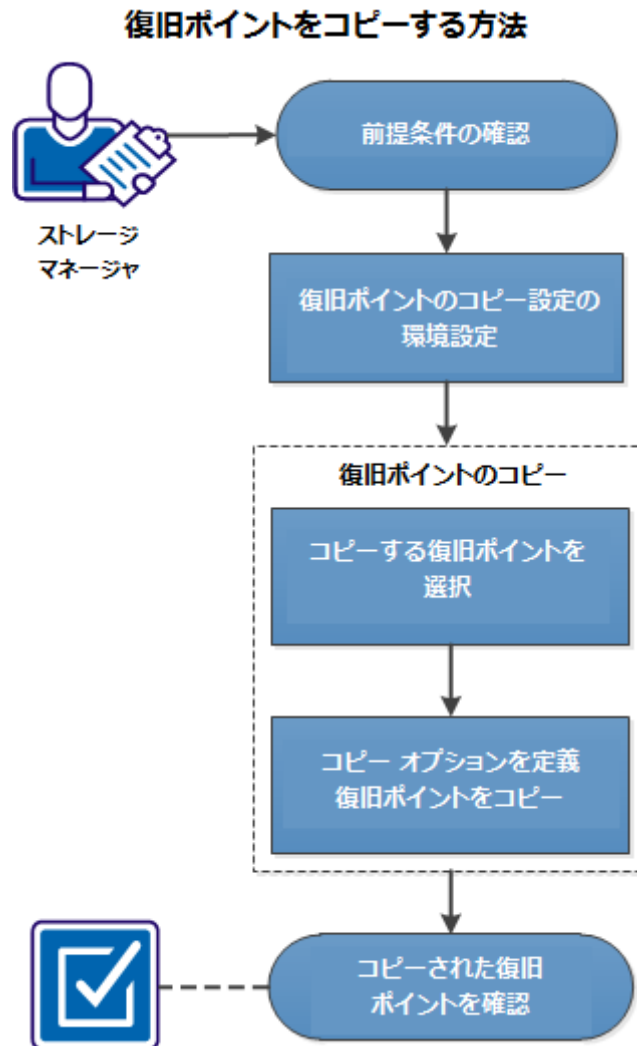 復旧ポイントをコピーする方法
前提条件の確認
ストレージ
マネージャ
復旧ポイントのコピー設定の
環境設定
復旧ポイントのコピー
コピーする復旧ポイントを
選択
コピー オプションを定義
復旧ポイントをコピー
コピーされた復旧
ポイントを確認